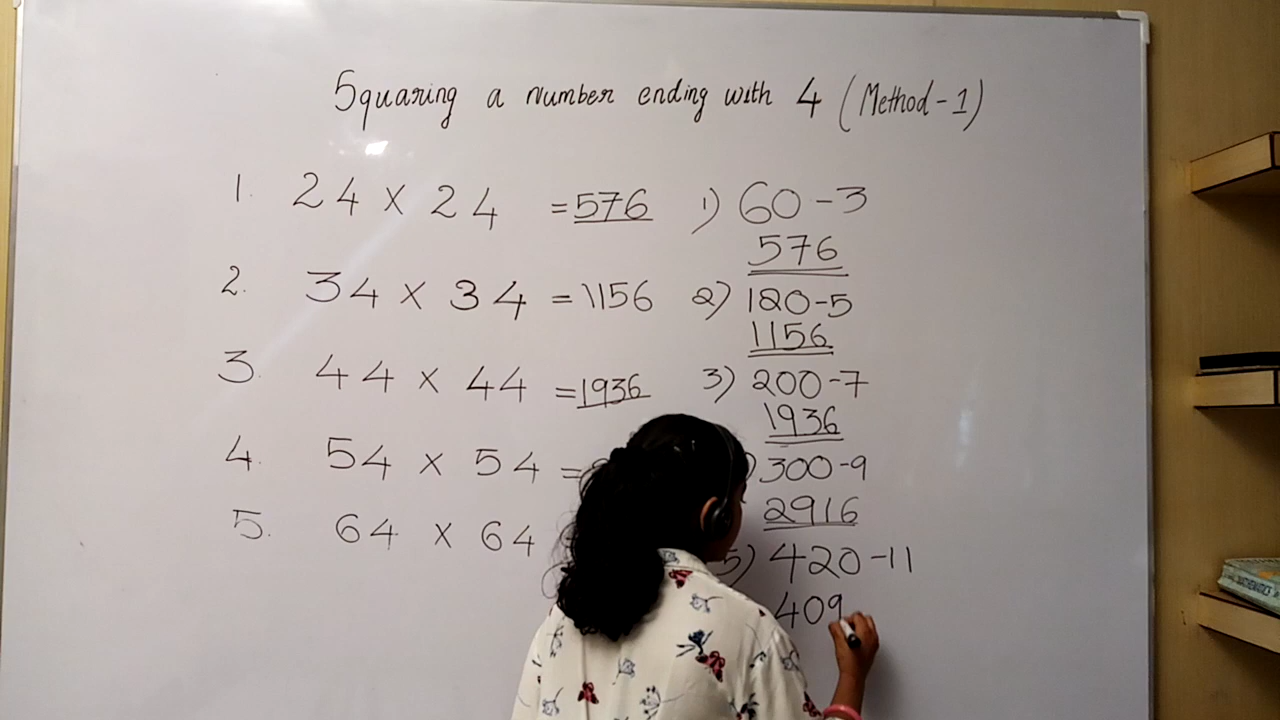 Squaring a number ending with 4 (Method-1)
1. 24 x 24 = 576
1) 60-3
576
2. 34 x 34 = 1156
2) 120-5
1156
3. 44 x 44 = 1936
3) 200-7
1936
4. 54 x 54 =
) 300-9
2916
5. 64 x 64
5) 420-11
409
MATHEMATICS